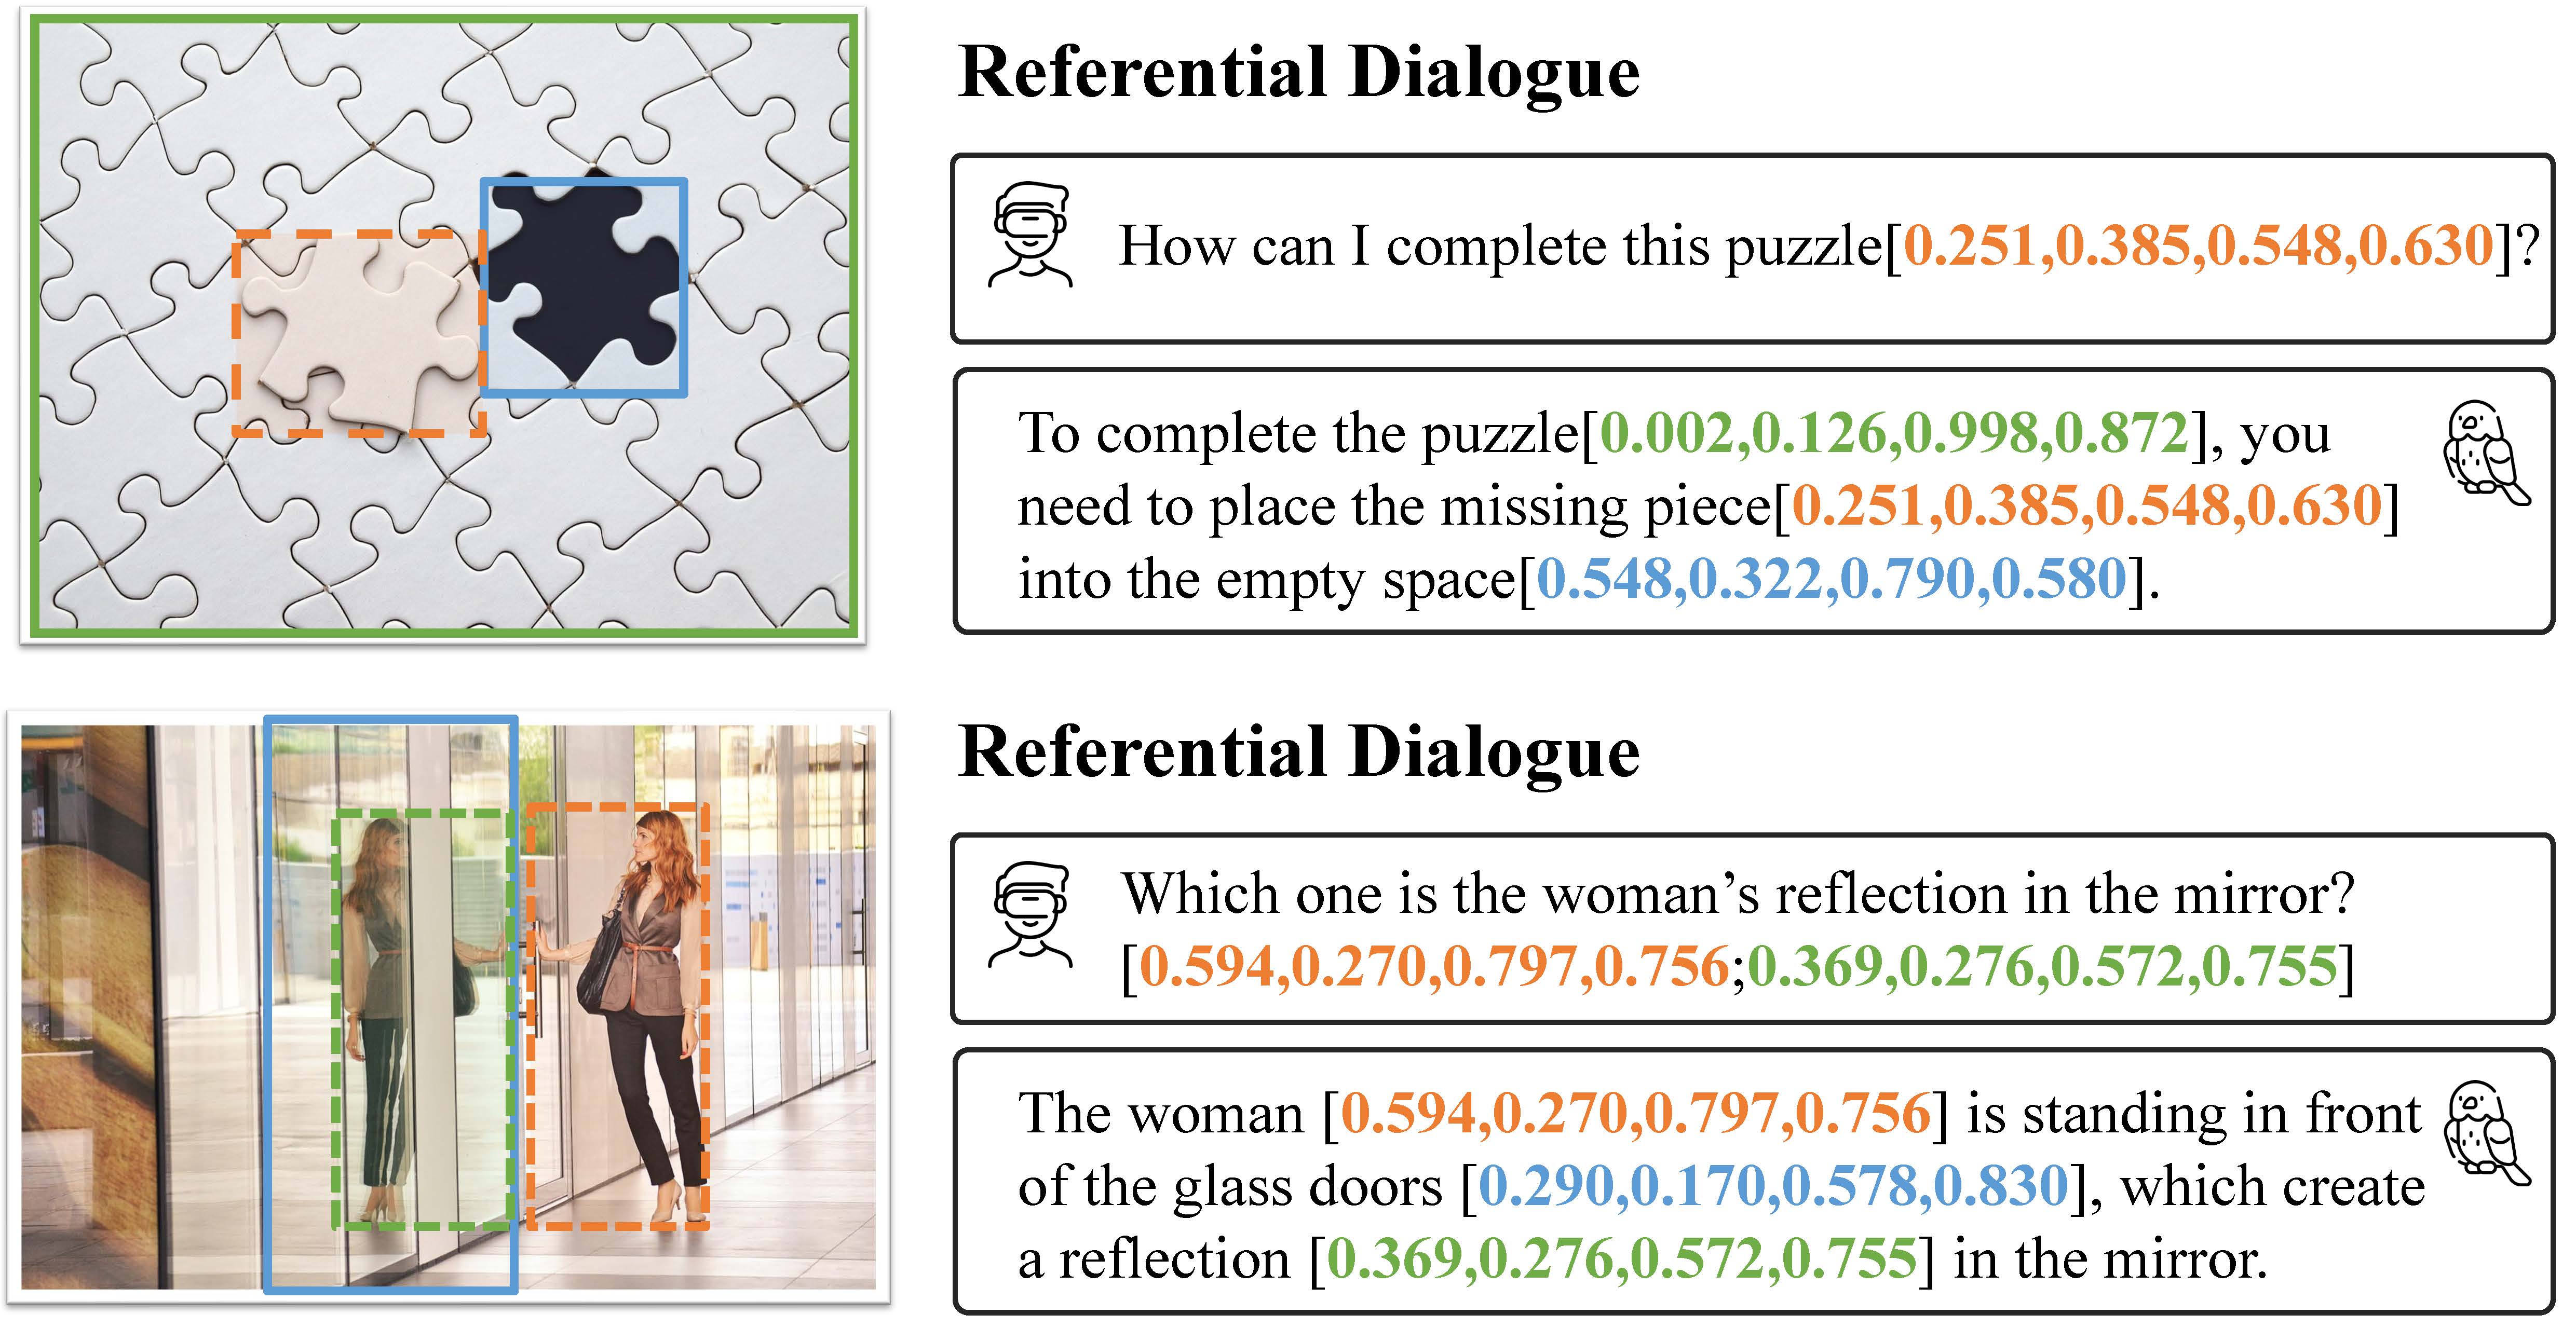 Referential Dialogue
How can I complete this puzzle[0.251,0.385,0.548,0.630]?
To complete the puzzle[0.002,0.126,0.998,0.872], you
need to place the missing piece[0.251,0.385,0.548,0.630]
into the empty space[0.548,0.322,0.790,0.580].
Referential Dialogue
Which one is the woman’s reflection in the mirror?
[0.594,0.270,0.797,0.756;0.369,0.276,0.572,0.755]
The woman [0.594,0.270,0.797,0.756] is standing in front
of the glass doors [0.290,0.170,0.578,0.830], which create
a reflection [0.369,0.276,0.572,0.755] in the mirror.